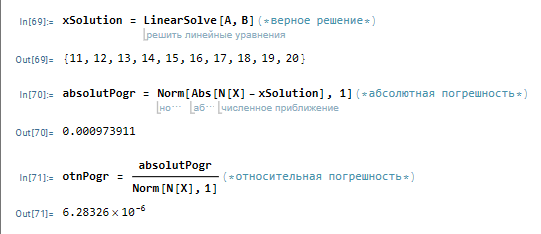 In[69]:= xSolution = LinearSolve[A, B] (*верное решение*)
решить линейные уравнения
Out[69]= {11, 12, 13, 14, 15, 16, 17, 18, 19, 20}
In[70]:= absolutPogr = Norm[Abs[N[X] - xSolution], 1] (*абсолютная погрешность*)
но⋯ аб⋯ численное приближение
Out[70]= 0.000973911
In[71]:= otnPogr = absolutPogr / Norm[N[X], 1] (*относительная погрешность*)
Out[71]= 6.28326 × 10⁻⁶